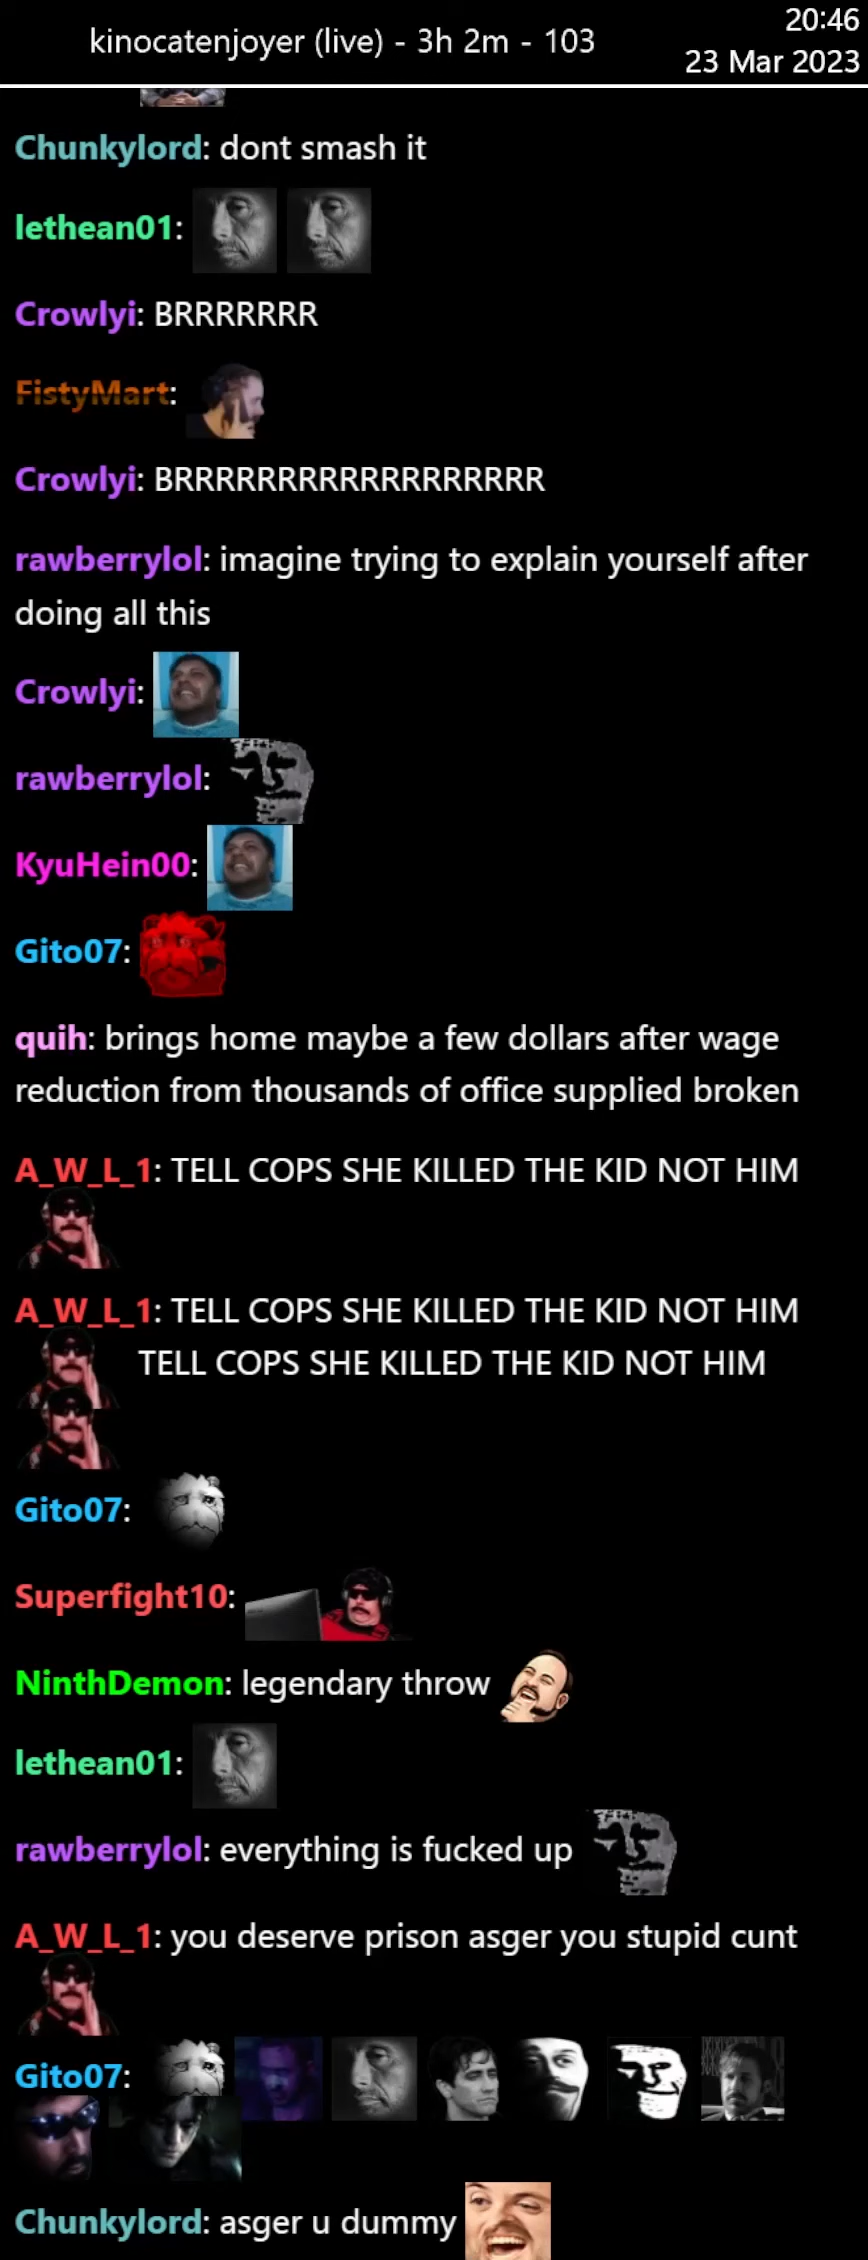 kinocatenjoyer (live) - 3h 2m - 103
20:46
23 Mar 2023
Chunkylord: dont smash it
lethean01:
Crowlyi: BRRRRRRR
FistyMart:
Crowlyi: BRRRRRRRRRRRRRRRRRR
rawberrylol: imagine trying to explain yourself after
doing all this
Crowlyi:
rawberrylol:
KyuHein00:
Gito07:
quih: brings home maybe a few dollars after wage
reduction from thousands of office supplied broken
A_W_L_1: TELL COPS SHE KILLED THE KID NOT HIM
A_W_L_1: TELL COPS SHE KILLED THE KID NOT HIM
TELL COPS SHE KILLED THE KID NOT HIM
Gito07:
Superfight10:
NinthDemon: legendary throw
lethean01:
rawberrylol: everything is fucked up
A_W_L_1: you deserve prison asger you stupid cunt
Gito07:
Chunkylord: asger u dummy